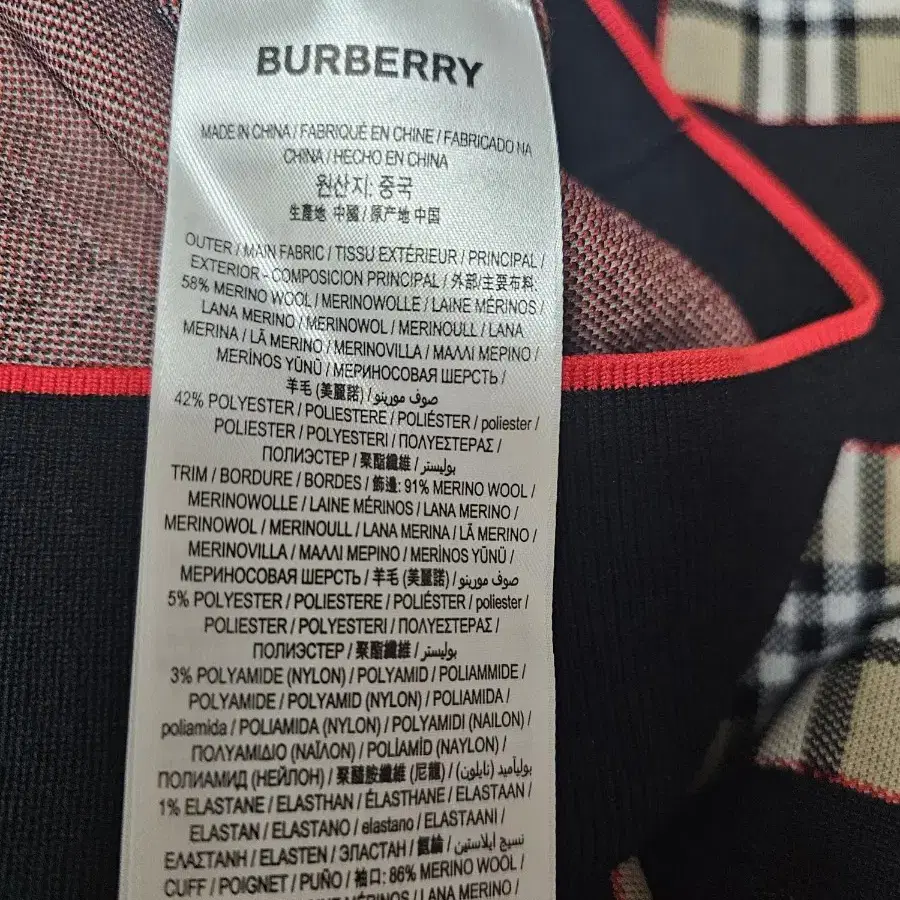 BURBERRY
MADE IN CHINA / FABRIQUÉ EN CHINE / FABRICADO NA
CHINA / HECHO EN CHINA
원산지: 중국
生產地 中國 / 原产地 中国
OUTER / MAIN FABRIC / TISSU EXTÉRIEUR / PRINCIPAL /
EXTERIOR - COMPOSICION PRINCIPAL / 外部/主要布料:
58% MERINO WOOL / MERINOWOLLE / LAINE MÉRINOS /
LANA MERINO / MERINOWOL / MERINOULL / LANA
MERINA / LÃ MERINO / MERINOVILLA / ΜΑΛΛΙ ΜΕΡΙΝΟ /
MERİNOS YÜNÜ / МЕРИНОСОВАЯ ШЕРСТЬ /
羊毛 (美麗諾) / صوف مورينو
42% POLYESTER / POLIESTERE / POLIÉSTER / poliester /
POLIESTER / POLYESTERI / ΠΟΛΥΕΣΤΕΡΑΣ /
ПОЛИЭСТЕР / 聚酯纖維 / بوليستر
TRIM / BORDURE / BORDES / 飾邊: 91% MERINO WOOL /
MERINOWOLLE / LAINE MÉRINOS / LANA MERINO /
MERINOWOL / MERINOULL / LANA MERINA / LÃ MERINO /
MERINOVILLA / ΜΑΛΛΙ ΜΕΡΙΝΟ / MERİNOS YÜNÜ /
МЕРИНОСОВАЯ ШЕРСТЬ / 羊毛 (美麗諾) / صوف مورينو
5% POLYESTER / POLIESTERE / POLIÉSTER / poliester /
POLIESTER / POLYESTERI / ΠΟΛΥΕΣΤΕΡΑΣ /
ПОЛИЭСТЕР / 聚酯纖維 / بوليستر
3% POLYAMIDE (NYLON) / POLYAMID / POLIAMMIDE /
POLYAMIDE / POLYAMID (NYLON) / POLIAMIDA /
poliamida / POLIAMIDA (NYLON) / POLYAMIDI (NAILON) /
ΠΟΛΥΑΜΙΔΙΟ (ΝΑΪΛΟΝ) / POLİAMİD (NAYLON) /
ПОЛИАМИД (НЕЙЛОН) / 聚醯胺纖維 (尼龍) / بوليأميد (نايلون)
1% ELASTANE / ELASTHAN / ÉLASTHANE / ELASTAAN /
ELASTAN / ELASTANO / elastano / ELASTAANI /
ΕΛΑΣΤΑΝΗ / ELASTEN / ЭЛАСТАН / 氨綸 / نسيج ايلاستين
CUFF / POIGNET / PUÑO / 袖口: 86% MERINO WOOL /
MÉRINOS / LANA MERINO /